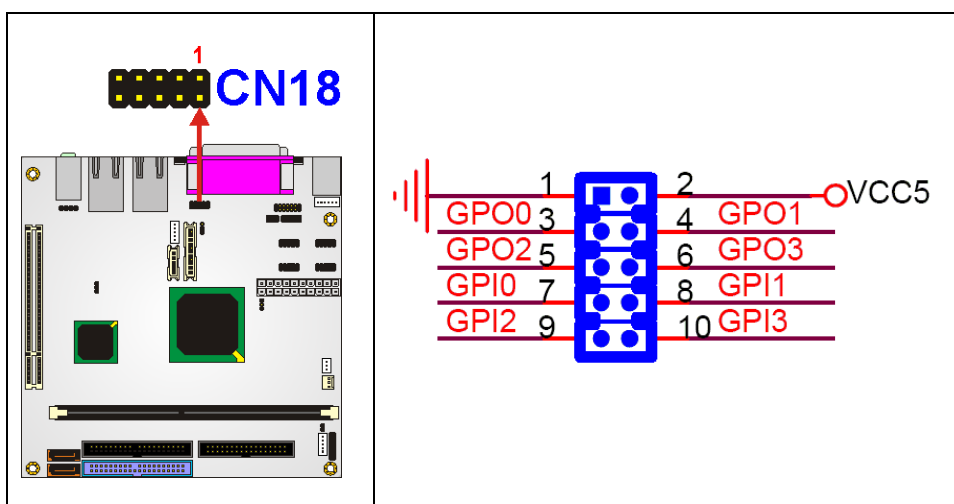 1
CN18
1 2 VCC5
GPO0 3 4 GPO1
GPO2 5 6 GPO3
GPI0 7 8 GPI1
GPI2 9 10 GPI3